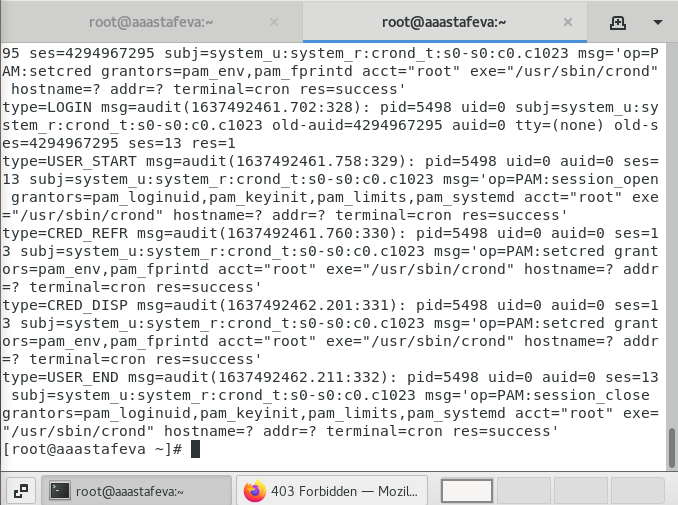 root@aaastafeva:~ × root@aaastafeva:~ ×
95 ses=4294967295 subj=system_u:system_r:crond_t:s0-s0:c0.c1023 msg='op=P
AM:setcred grantors=pam_env,pam_fprintd acct="root" exe="/usr/sbin/crond"
 hostname=? addr=? terminal=cron res=success'
type=LOGIN msg=audit(1637492461.702:328): pid=5498 uid=0 subj=system_u:sy
stem_r:crond_t:s0-s0:c0.c1023 old-auid=4294967295 auid=0 tty=(none) old-s
es=4294967295 ses=13 res=1
type=USER_START msg=audit(1637492461.758:329): pid=5498 uid=0 auid=0 ses=
13 subj=system_u:system_r:crond_t:s0-s0:c0.c1023 msg='op=PAM:session_open
 grantors=pam_loginuid,pam_keyinit,pam_limits,pam_systemd acct="root" exe
="/usr/sbin/crond" hostname=? addr=? terminal=cron res=success'
type=CRED_REFR msg=audit(1637492461.760:330): pid=5498 uid=0 auid=0 ses=1
3 subj=system_u:system_r:crond_t:s0-s0:c0.c1023 msg='op=PAM:setcred grant
ors=pam_env,pam_fprintd acct="root" exe="/usr/sbin/crond" hostname=? addr
=? terminal=cron res=success'
type=CRED_DISP msg=audit(1637492462.201:331): pid=5498 uid=0 auid=0 ses=1
3 subj=system_u:system_r:crond_t:s0-s0:c0.c1023 msg='op=PAM:setcred grant
ors=pam_env,pam_fprintd acct="root" exe="/usr/sbin/crond" hostname=? addr
=? terminal=cron res=success'
type=USER_END msg=audit(1637492462.211:332): pid=5498 uid=0 auid=0 ses=13
 subj=system_u:system_r:crond_t:s0-s0:c0.c1023 msg='op=PAM:session_close 
grantors=pam_loginuid,pam_keyinit,pam_limits,pam_systemd acct="root" exe=
"/usr/sbin/crond" hostname=? addr=? terminal=cron res=success'
[root@aaastafeva ~]#
root@aaastafeva:~ 403 Forbidden — Mozil...